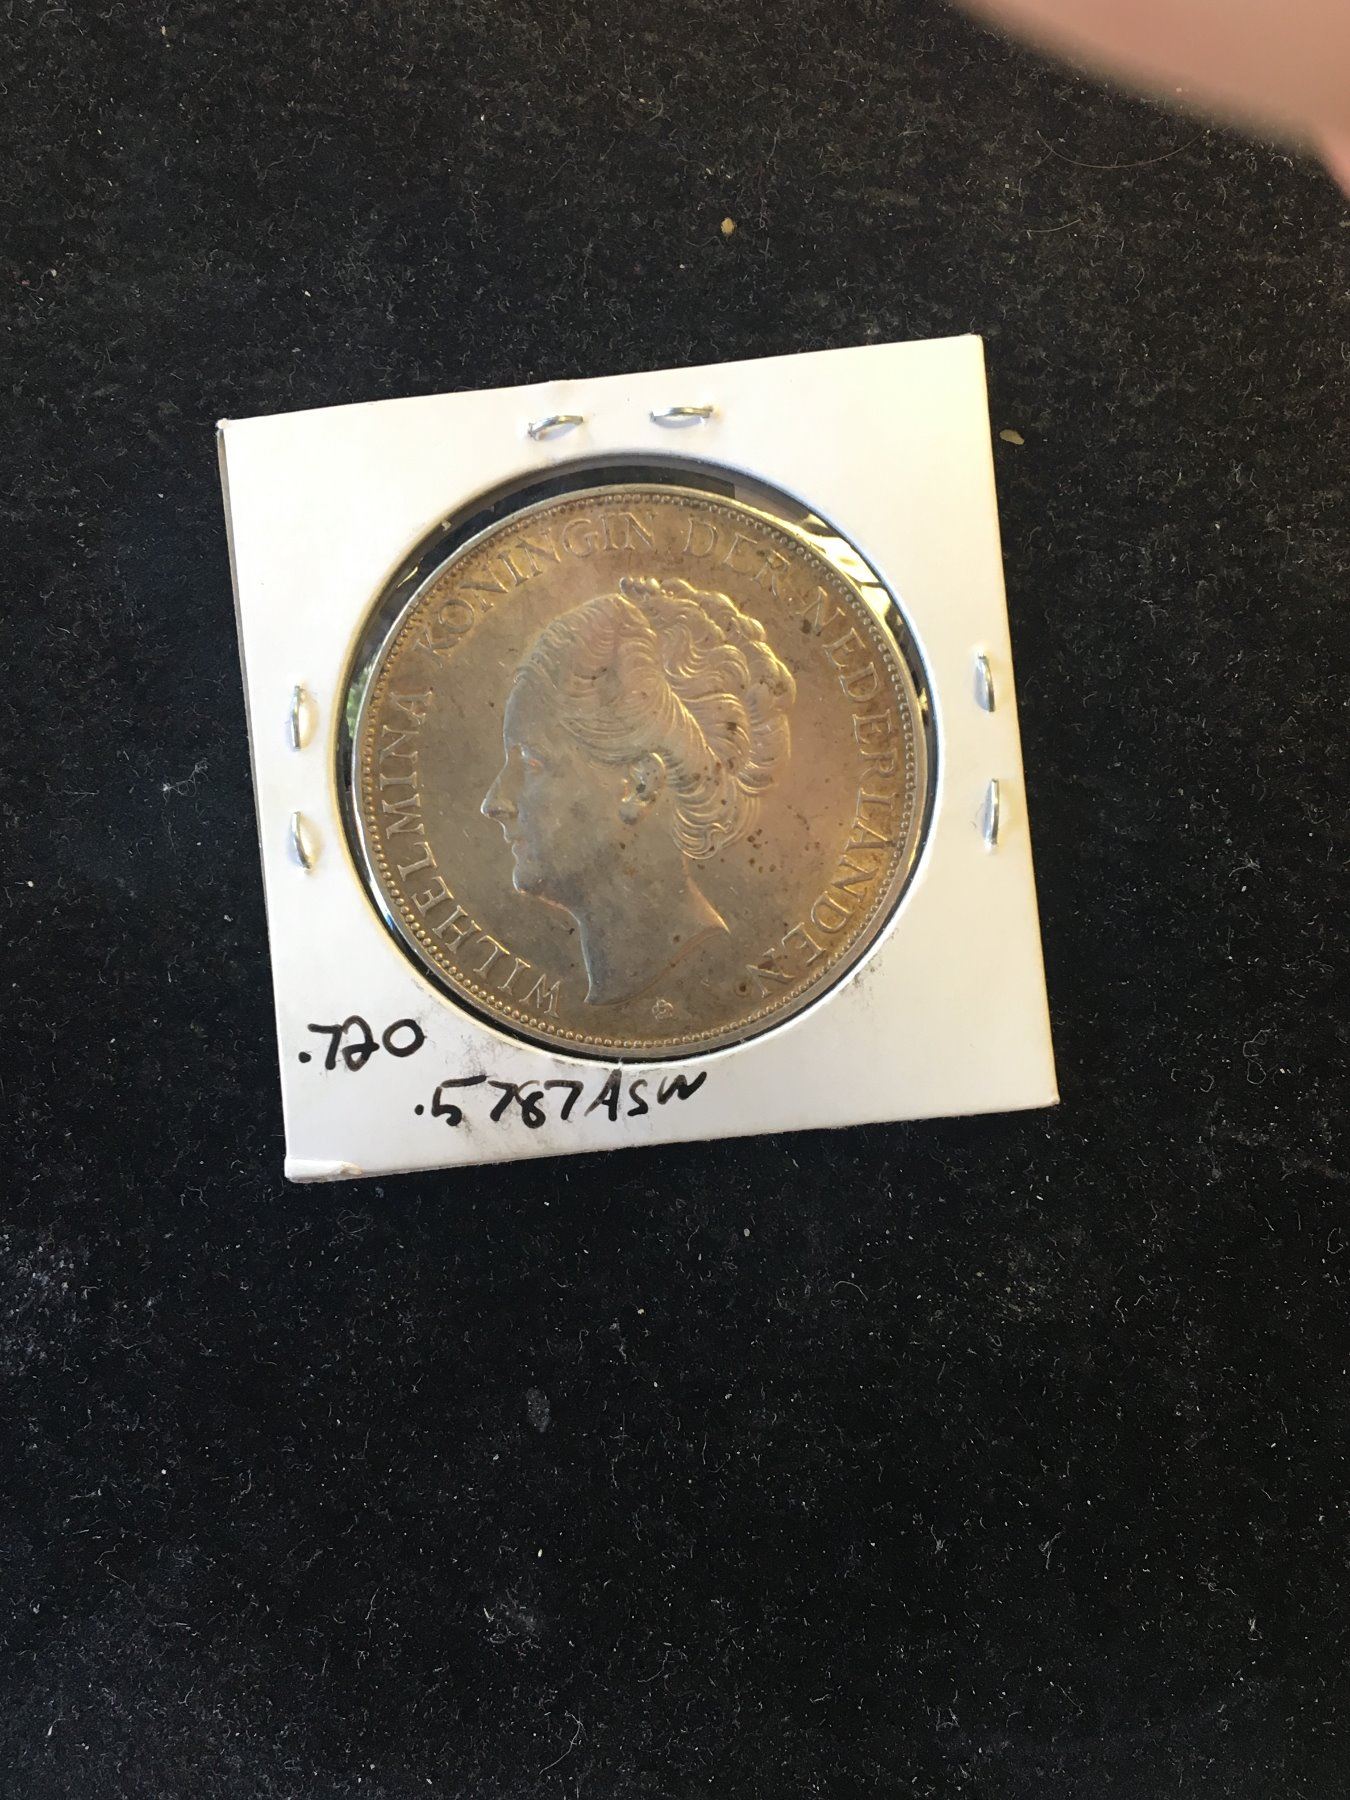 WILHELMINA KONINGIN DER NEDERLANDEN
.720
.5787ASW